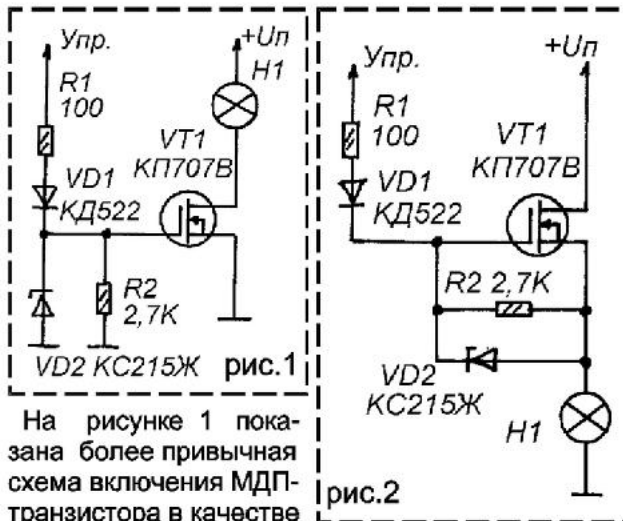 Упр.
R1
100
VD1
КД522
VT1
КП707В
+Uп
H1
R2
2,7К
VD2 КС215Ж
рис.1
На рисунке 1 пока-
зана более привычная
схема включения МДП-
транзистора в качестве
Упр.
R1
100
VD1
КД522
VT1
КП707В
+Uп
R2 2,7К
VD2
КС215Ж
H1
рис.2